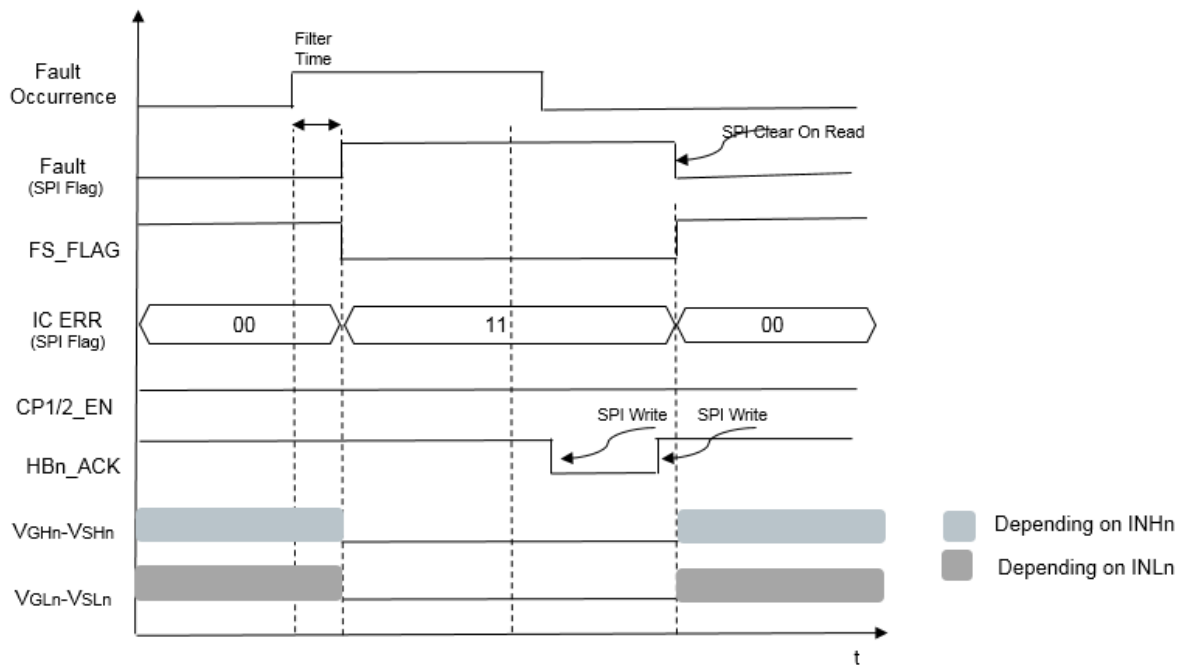 Filter
Time
Fault
Occurrence
SPI Clear On Read
Fault
(SPI Flag)
FS_FLAG
IC ERR
(SPI Flag)
00
11
00
CP1/2_EN
SPI Write
SPI Write
HBn_ACK
VGHn-VSHn
Depending on INHn
VGLn-VSLn
Depending on INLn
t